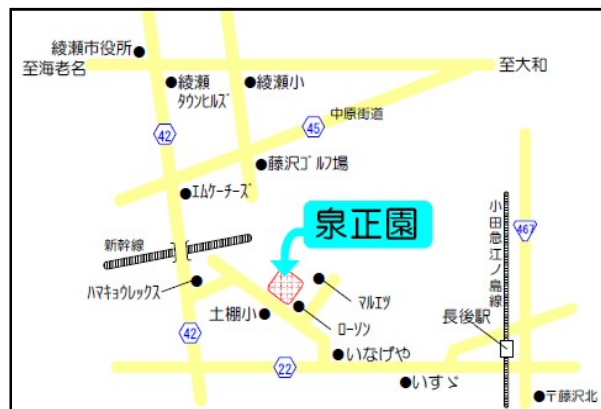 綾瀬市役所
至海老名
至大和
綾瀬
ﾀｳﾝﾋﾙｽﾞ
綾瀬小
中原街道
42
45
藤沢ｺﾞﾙﾌ場
ｴﾑｹｰﾁｰｽﾞ
泉正園
小田急江ノ島線
467
新幹線
ﾊﾏｷｮｳﾚｯｸｽ
マルエツ
土棚小
ﾛｰｿﾝ
長後駅
42
いなげや
22
いすゞ
〒藤沢北